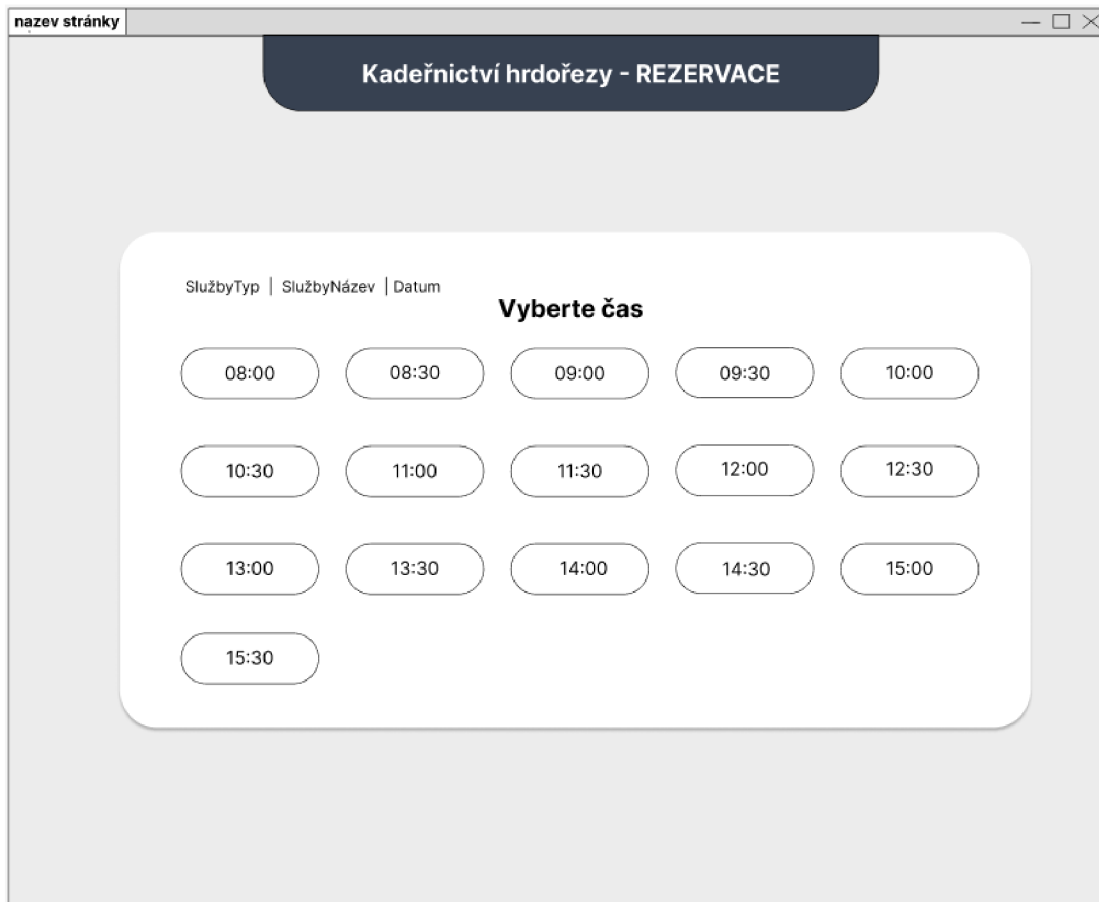 nazev stránky
Kadeřnictví hrdořezy - REZERVACE
SlužbyTyp | SlužbyNázev | Datum
Vyberte čas
08:00 08:30 09:00 09:30 10:00
10:30 11:00 11:30 12:00 12:30
13:00 13:30 14:00 14:30 15:00
15:30